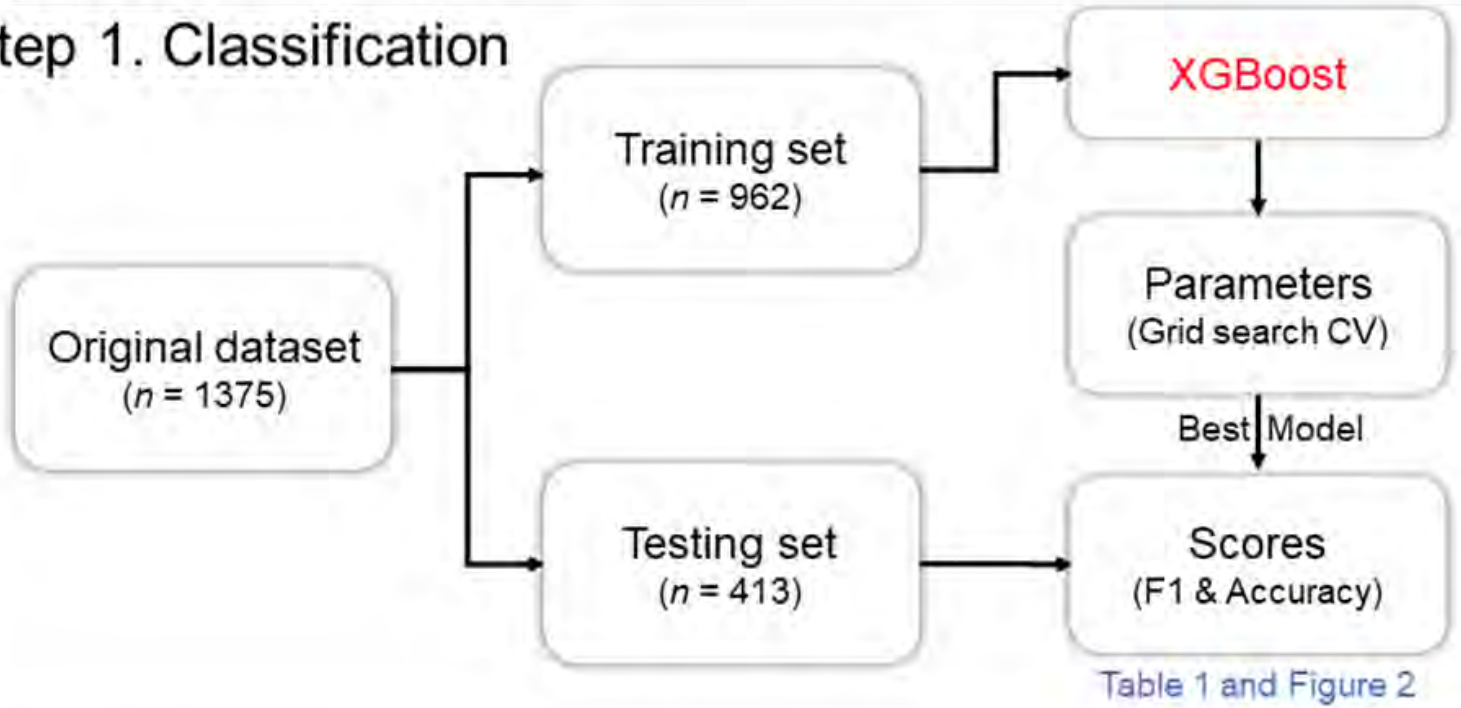 tep 1. Classification
XGBoost
Training set
(n = 962)
Parameters
(Grid search CV)
Original dataset
(n = 1375)
Best Model
Testing set
(n = 413)
Scores
(F1 & Accuracy)
Table 1 and Figure 2